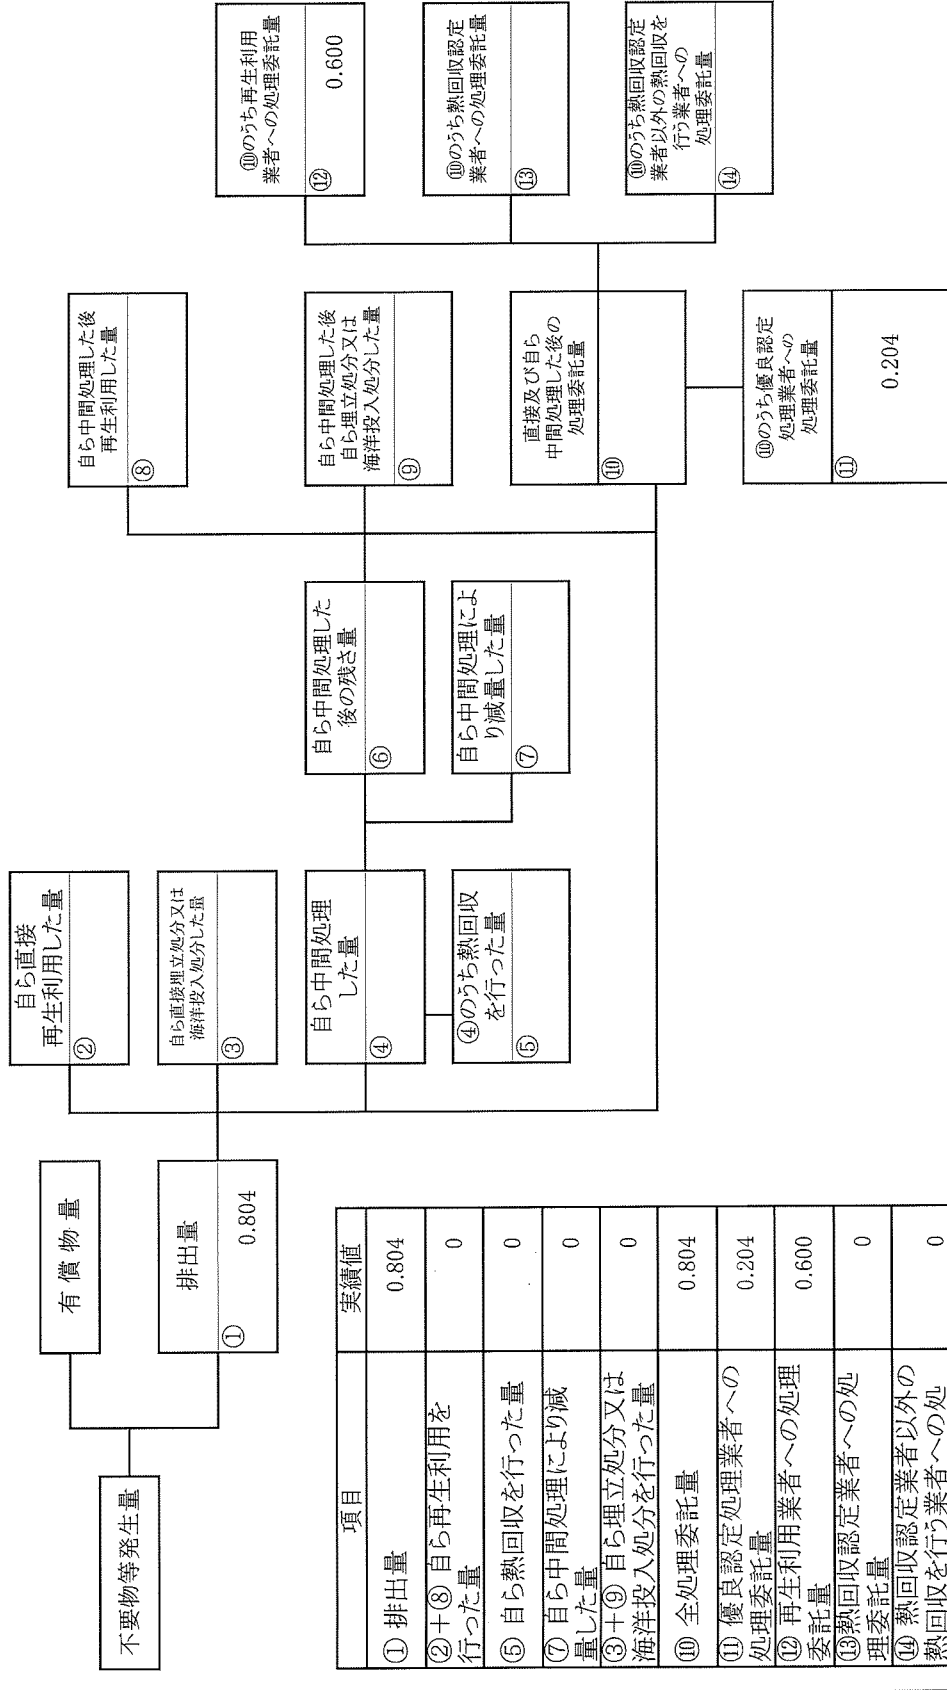 不要物等発生量
有償物量
排出量
①
0.804
自ら直接
再生利用した量
②
自ら直接埋立処分又は
海洋投入処分した量
③
自ら中間処理
した量
④
④のうち熱回収
を行った量
⑤
自ら中間処理した
後の残さ量
⑥
自ら中間処理によ
り減量した量
⑦
自ら中間処理した後
再生利用した量
⑧
自ら中間処理した後
自ら埋立処分又は
海洋投入処分した量
⑨
直接及び自ら
中間処理した後の
処理委託量
⑩
⑩のうち優良認定
処理業者への
処理委託量
⑪
0.204
⑩のうち再生利用
業者への処理委託量
⑫
0.600
⑩のうち熱回収認定
業者への処理委託量
⑬
⑩のうち熱回収認定
業者以外の熱回収を
行う業者への
処理委託量
⑭
項目 実績値
① 排出量 0.804
②+⑧ 自ら再生利用を
行った量 0
⑤ 自ら熱回収を行った量 0
⑦ 自ら中間処理により減
量した量 0
③+⑨ 自ら埋立処分又は
海洋投入処分を行った量 0
⑩ 全処理委託量 0.804
⑪ 優良認定処理業者への
処理委託量 0.204
⑫ 再生利用業者への処理
委託量 0.600
⑬熱回収認定業者への処
理委託量 0
⑭ 熱回収認定業者以外の
熱回収を行う業者への処 0